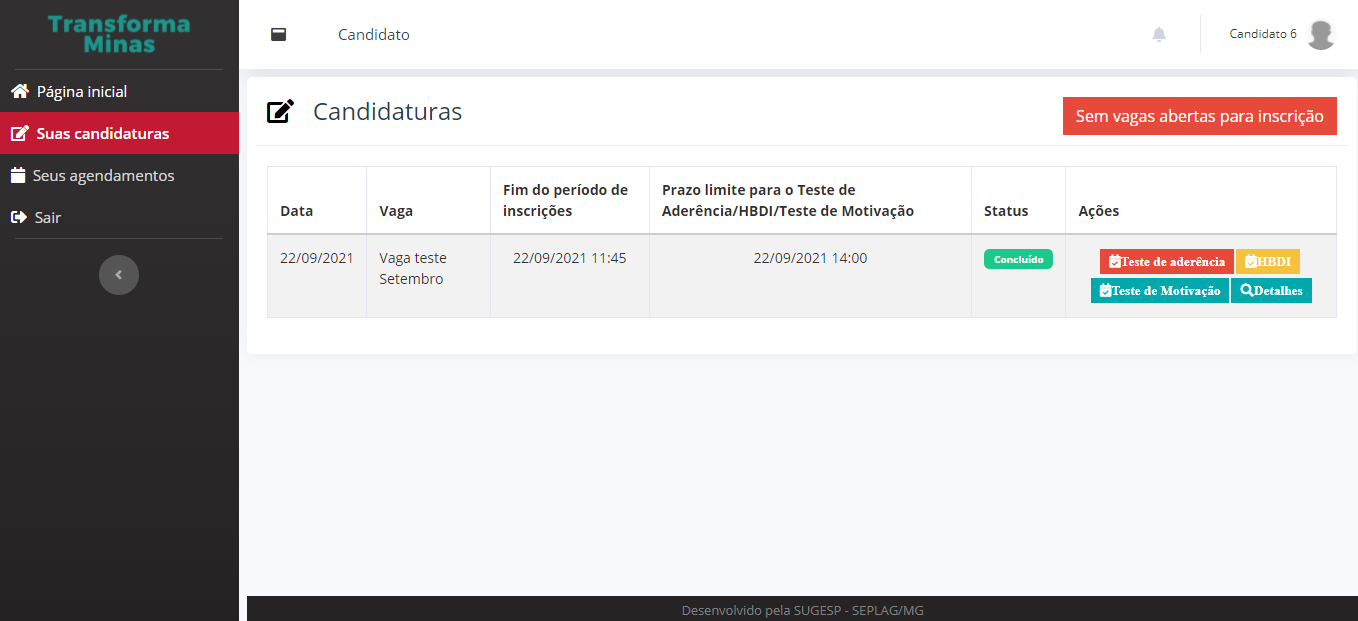 Transforma
Minas
Página inicial
Suas candidaturas
Seus agendamentos
Sair
Candidato
Candidato 6
Candidaturas
Sem vagas abertas para inscrição
Data
Vaga
Fim do período de
inscrições
Prazo limite para o Teste de
Aderência/HBDI/Teste de Motivação
Status
Ações
22/09/2021
Vaga teste
Setembro
22/09/2021 11:45
22/09/2021 14:00
Concluído
Teste de aderência
HBDI
Teste de Motivação
Detalhes
Desenvolvido pela SUGESP - SEPLAG/MG